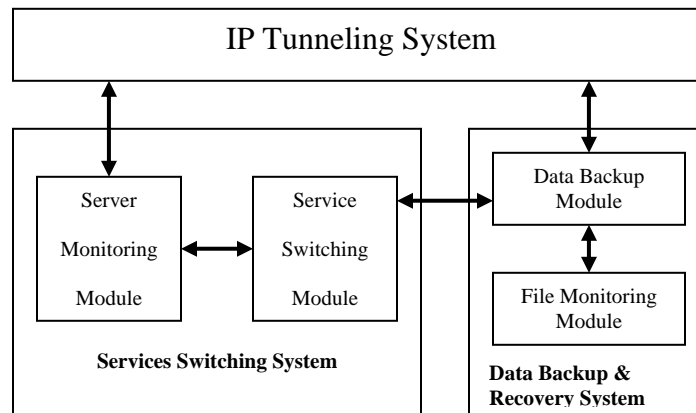 IP Tunneling System
Server
Monitoring
Module
Service
Switching
Module
Services Switching System
Data Backup
Module
File Monitoring
Module
Data Backup &
Recovery System